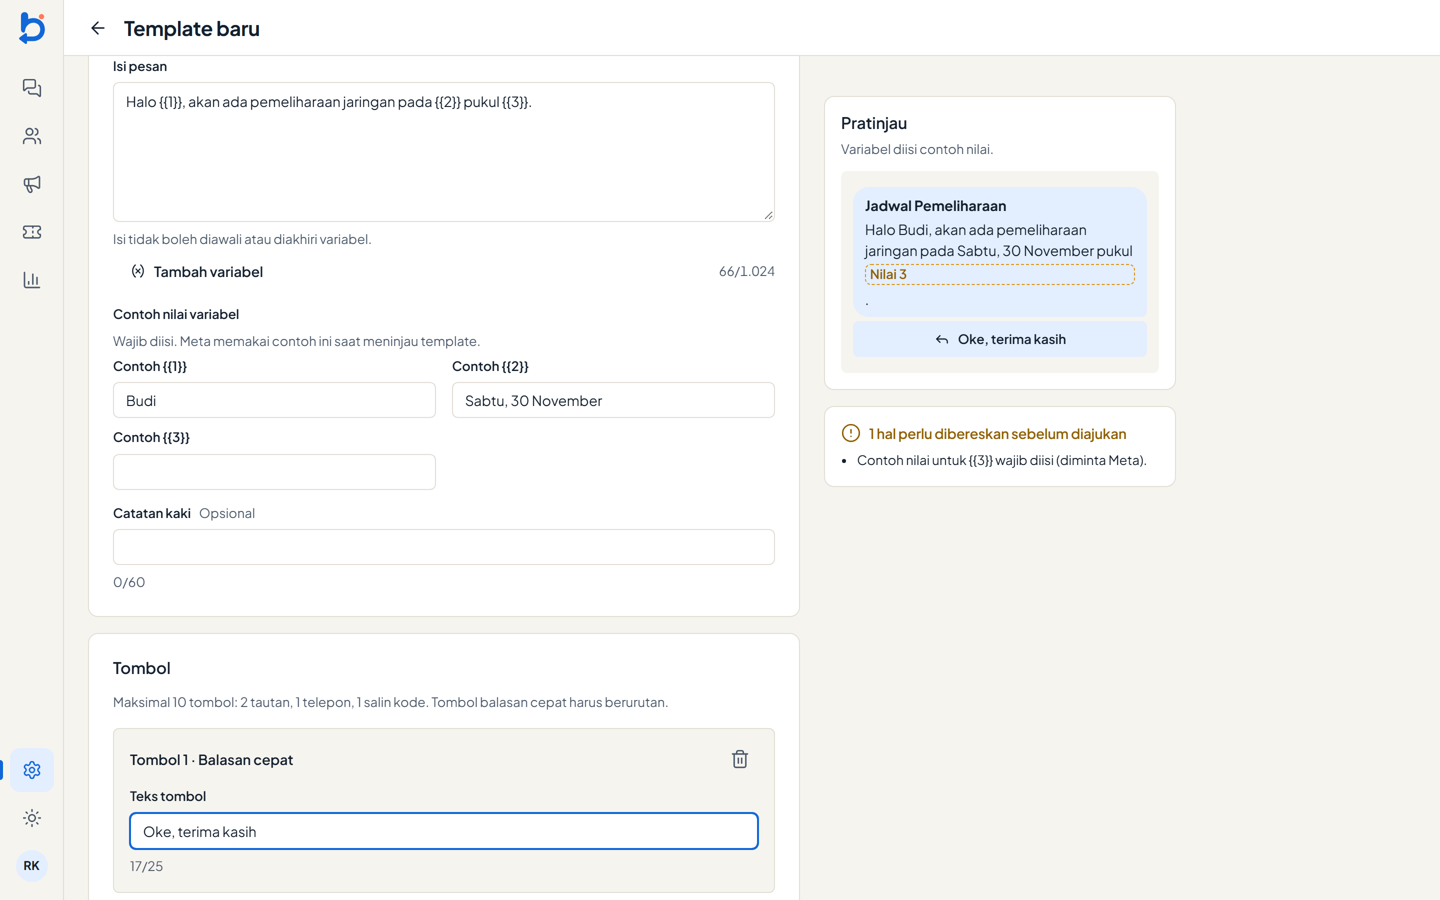 Template baru
Isi pesan
Halo {{1}}, akan ada pemeliharaan jaringan pada {{2}} pukul {{3}}.
Isi tidak boleh diawali atau diakhiri variabel.
Tambah variabel
66/1.024
Contoh nilai variabel
Wajib diisi. Meta memakai contoh ini saat meninjau template.
Contoh {{1}}
Contoh {{2}}
Budi
Sabtu, 30 November
Contoh {{3}}
Catatan kaki Opsional
0/60
Tombol
Maksimal 10 tombol: 2 tautan, 1 telepon, 1 salin kode. Tombol balasan cepat harus berurutan.
Tombol 1 · Balasan cepat
Teks tombol
Oke, terima kasih
17/25
Pratinjau
Variabel diisi contoh nilai.
Jadwal Pemeliharaan
Halo Budi, akan ada pemeliharaan
jaringan pada Sabtu, 30 November pukul
Nilai 3
.
Oke, terima kasih
1 hal perlu dibereskan sebelum diajukan
• Contoh nilai untuk {{3}} wajib diisi (diminta Meta).
RK